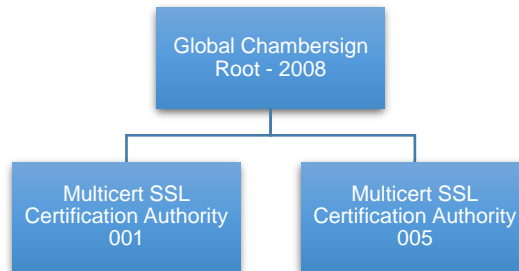 Global Chambersign
Root - 2008
Multicert SSL
Certification Authority
001
Multicert SSL
Certification Authority
005